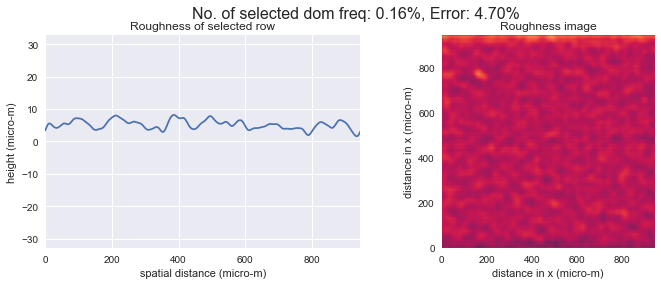 No. of selected dom freq: 0.16%, Error: 4.70%
Roughness of selected row
30
20
10
0
−10
−20
−30
height (micro-m)
0 200 400 600 800
spatial distance (micro-m)
Roughness image
800
600
400
200
0
distance in x (micro-m)
0 200 400 600 800
distance in x (micro-m)